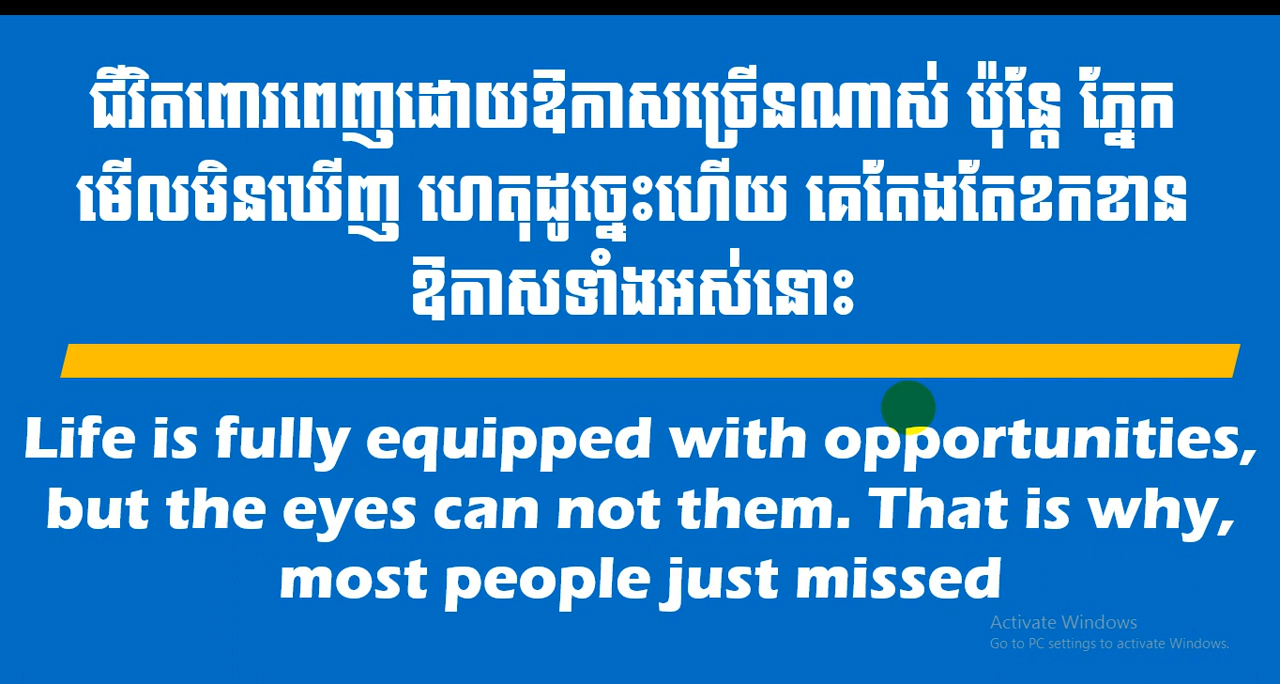 ជីវិតពោរពេញដោយឱកាសច្រើនណាស់ ប៉ុន្តែ ភ្នែក
មើលមិនឃើញ ហេតុដូច្នេះហើយ គេតែងតែខកខាន
ឱកាសទាំងអស់នោះ
Life is fully equipped with opportunities,
but the eyes can not them. That is why,
most people just missed
Activate Windows
Go to PC settings to activate Windows.